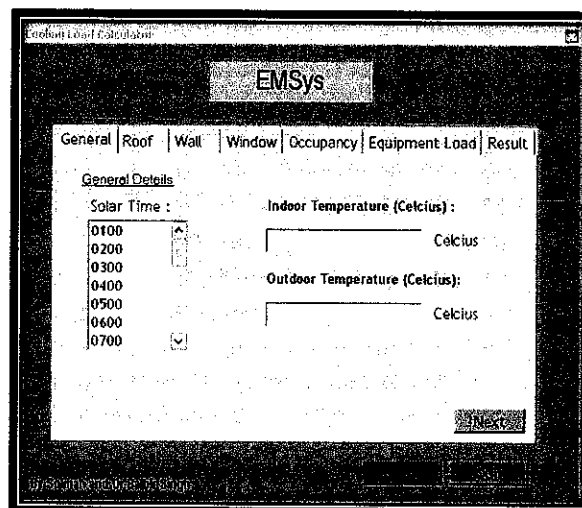 Cooling Load Calculator
EMSys
General Roof Wall Window Occupancy Equipment Load Result
General Details
Solar Time :
0100
0200
0300
0400
0500
0600
0700
Indoor Temperature (Celcius) :
Celcius
Outdoor Temperature (Celcius):
Celcius
Next